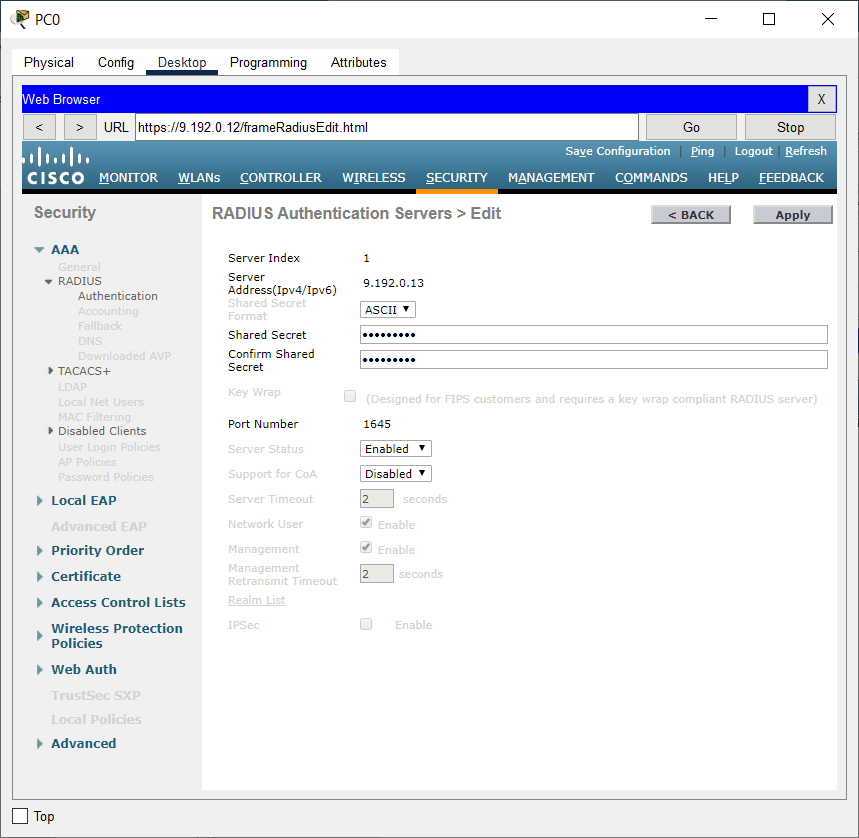 PC0
Physical Config Desktop Programming Attributes
Web Browser X
< > URL https://9.192.0.12/frameRadiusEdit.html Go Stop
Save Configuration | Ping | Logout | Refresh
CISCO MONITOR WLANs CONTROLLER WIRELESS SECURITY MANAGEMENT COMMANDS HELP FEEDBACK
Security
AAA
General
RADIUS
Authentication
Accounting
Fallback
DNS
Downloaded AVP
TACACS+
LDAP
Local Net Users
MAC Filtering
Disabled Clients
User Login Policies
AP Policies
Password Policies
Local EAP
Advanced EAP
Priority Order
Certificate
Access Control Lists
Wireless Protection
Policies
Web Auth
TrustSec SXP
Local Policies
Advanced
RADIUS Authentication Servers > Edit < BACK Apply
Server Index 1
Server
Address(Ipv4/Ipv6) 9.192.0.13
Shared Secret
Format ASCII
Shared Secret •••••••••
Confirm Shared
Secret •••••••••
Key Wrap (Designed for FIPS customers and requires a key wrap compliant RADIUS server)
Port Number 1645
Server Status Enabled
Support for CoA Disabled
Server Timeout 2 seconds
Network User Enable
Management Enable
Management
Retransmit Timeout 2 seconds
Realm List
IPSec Enable
Top